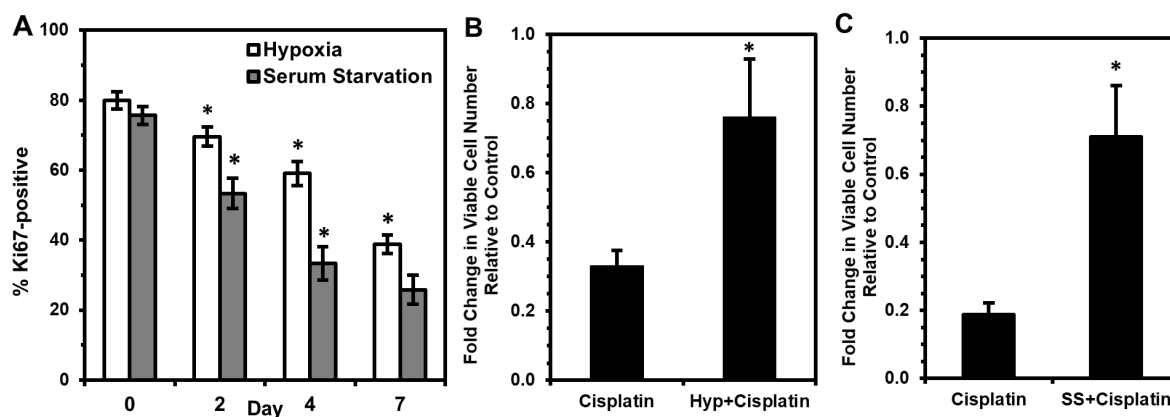 A
% Ki67-positive
100
80
60
40
20
0
Hypoxia
Serum Starvation
*
*
*
*
*
0 2 Day 4 7
B
Fold Change in Viable Cell Number
Relative to Control
1.0
0.8
0.6
0.4
0.2
0.0
*
Cisplatin Hyp+Cisplatin
C
Fold Change in Viable Cell Number
Relative to Control
1.0
0.8
0.6
0.4
0.2
0.0
*
Cisplatin SS+Cisplatin